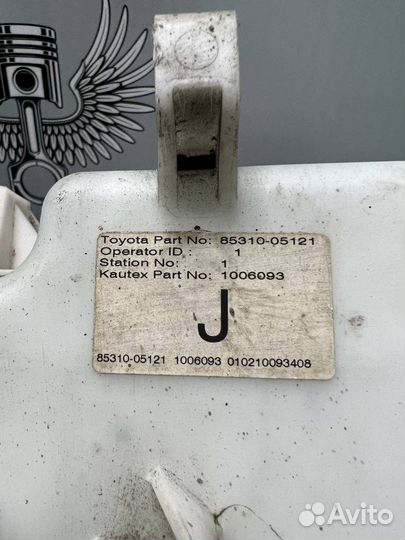 Toyota Part No: 85310-05121
Operator ID : 1
Station No: 1
Kautex Part No: 1006093
J
85310-05121 1006093 010210093408
Avito